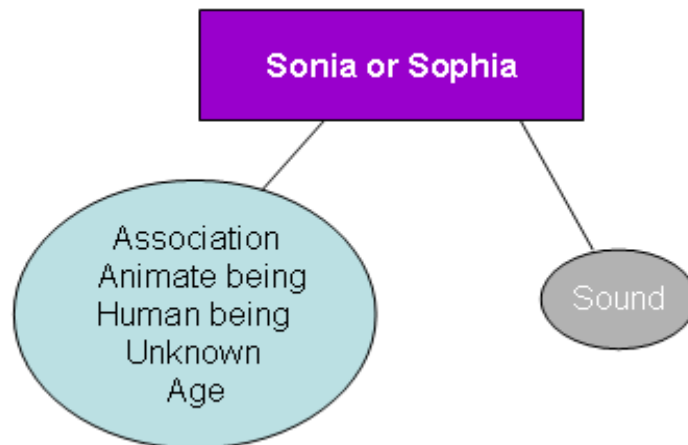 Sonia or Sophia
Association
Animate being
Human being
Unknown
Age
Sound